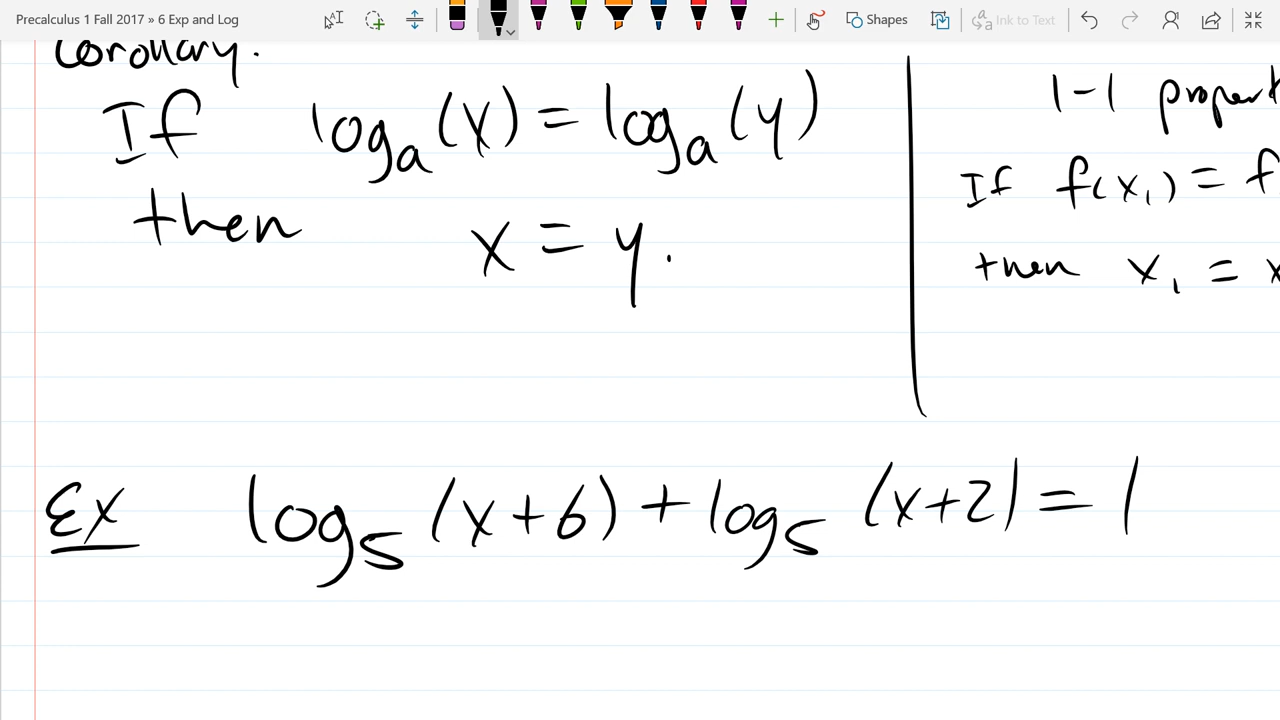 Precalculus 1 Fall 2017 » 6 Exp and Log
Shapes
Ink to Text
Corollary.
If log_a (x) = log_a (y)
then x = y.
1-1 propert
If f(x₁) = f
then x₁ = x
Ex log₅ (x+6) + log₅ (x+2) = 1